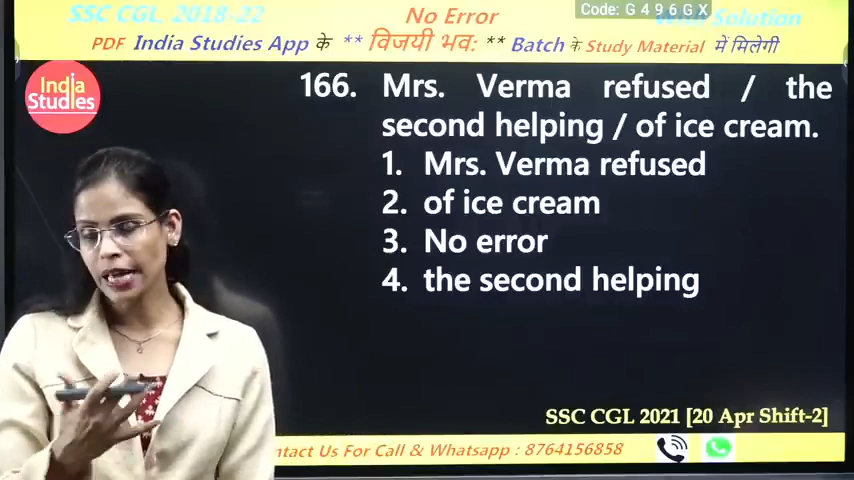 SSC CGL, 2018-22
No Error
Code: G 4 9 6 G X
With Solution
PDF India Studies App के ** विजयी भव: ** Batch के Study Material में मिलेगी
India
Studies
166. Mrs. Verma refused / the
second helping / of ice cream.
1. Mrs. Verma refused
2. of ice cream
3. No error
4. the second helping
SSC CGL 2021 [20 Apr Shift-2]
ntact Us For Call & Whatsapp : 8764156858